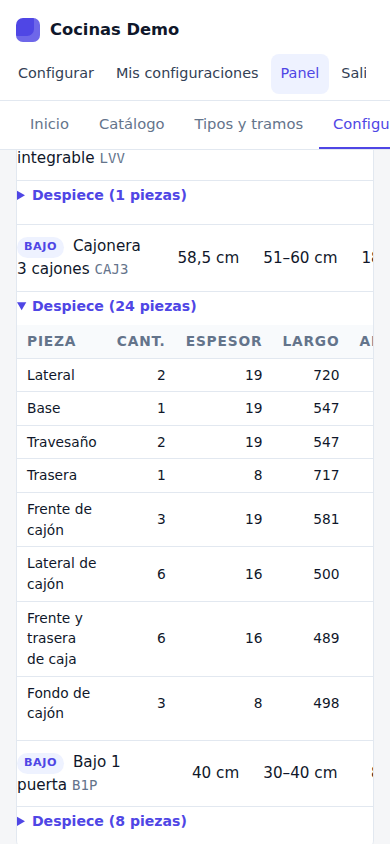 Cocinas Demo
Configurar Mis configuraciones Panel Sali
Inicio Catálogo Tipos y tramos Configu
integrable LVV
Despiece (1 piezas)
BAJO Cajonera 58,5 cm 51–60 cm
3 cajones CAJ3
Despiece (24 piezas)
PIEZA CANT. ESPESOR LARGO
Lateral 2 19 720
Base 1 19 547
Travesaño 2 19 547
Trasera 1 8 717
Frente de cajón 3 19 581
Lateral de cajón 6 16 500
Frente y trasera de caja 6 16 489
Fondo de cajón 3 8 498
BAJO Bajo 1 40 cm 30–40 cm
puerta B1P
Despiece (8 piezas)